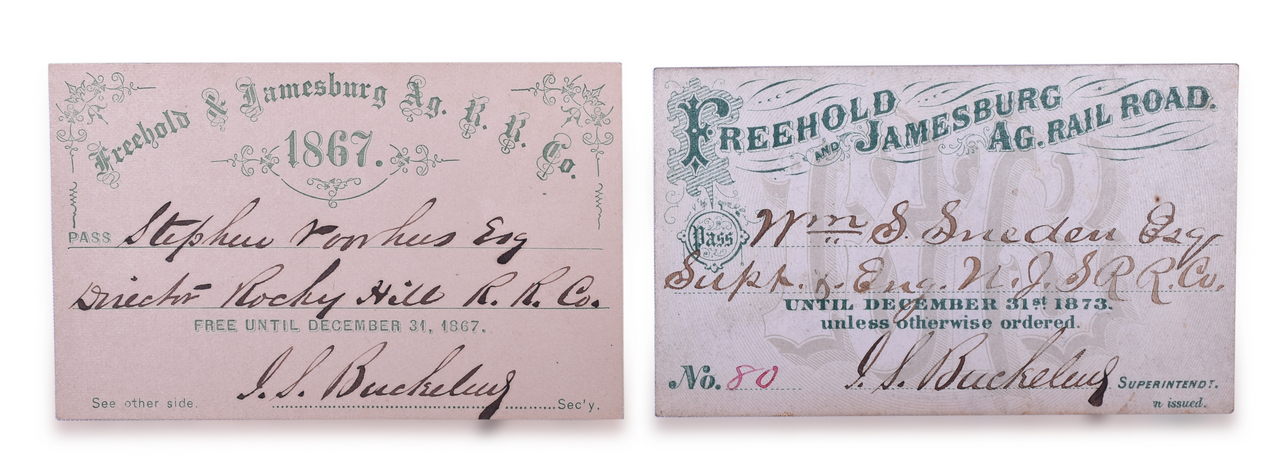 Freehold & Jamesburg Ag. R. R. Co.
1867.
PASS Stephen Voorhees Esq
Director Rocky Hill R. R. Co.
FREE UNTIL DECEMBER 31, 1867.
I. S. Buckelew
See other side. Sec'y.
FREEHOLD
AND JAMESBURG
AG. RAIL ROAD.
Pass Wm S. Sneden Esq
Supt. & Eng. N. J. S R R. Co.
UNTIL DECEMBER 31st 1873.
unless otherwise ordered.
No. 80 I. S. Buckelew SUPERINTENDT.
n issued.